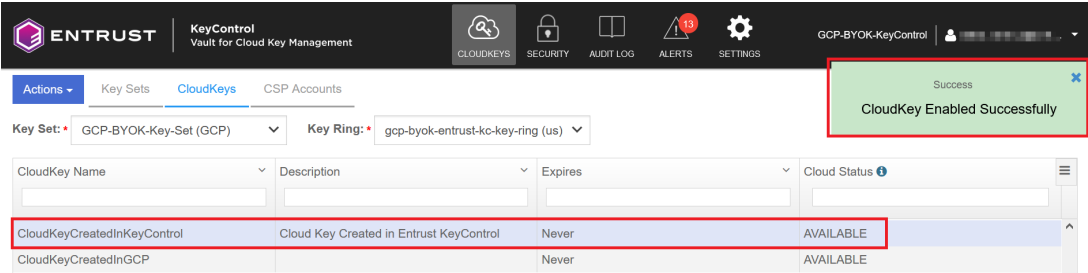 ENTRUST
KeyControl
Vault for Cloud Key Management
CLOUDKEYS
SECURITY
AUDIT LOG
13
ALERTS
SETTINGS
GCP-BYOK-KeyControl
Success
CloudKey Enabled Successfully
Actions
Key Sets
CloudKeys
CSP Accounts
Key Set: * GCP-BYOK-Key-Set (GCP)
Key Ring: * gcp-byok-entrust-kc-key-ring (us)
CloudKey Name Description Expires Cloud Status
CloudKeyCreatedInKeyControl Cloud Key Created in Entrust KeyControl Never AVAILABLE
CloudKeyCreatedInGCP Never AVAILABLE